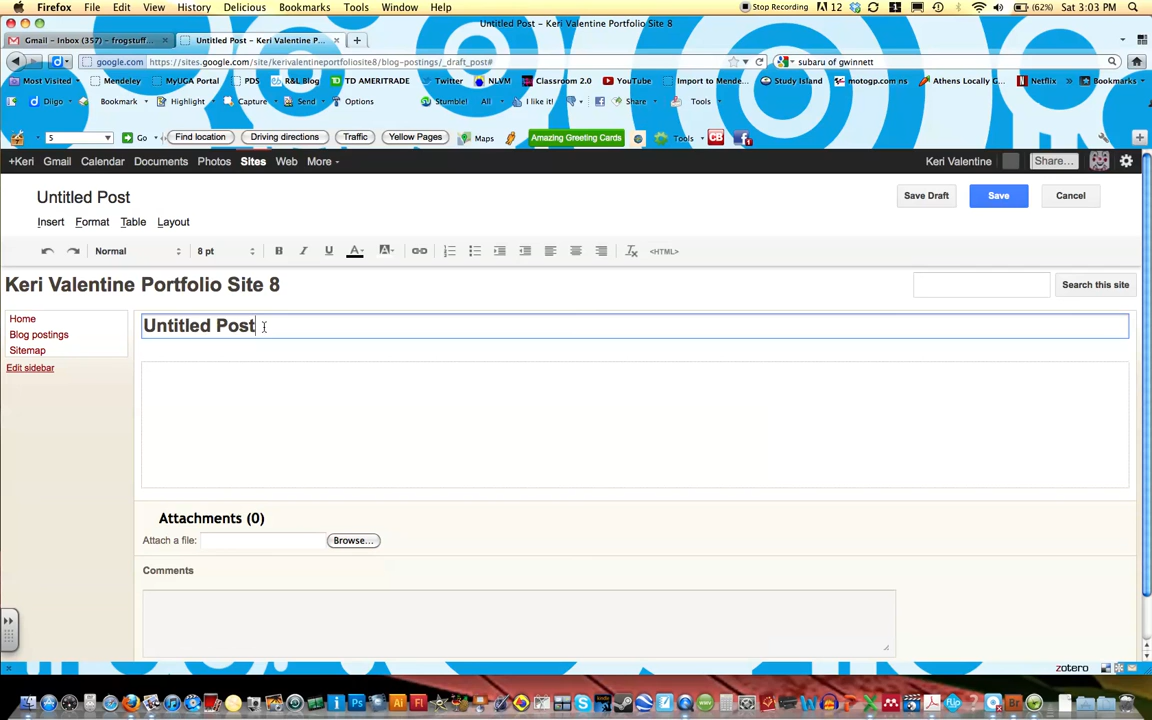 Firefox File Edit View History Delicious Bookmarks Tools Window Help Stop Recording 12 (62%) Sat 3:03 PM
Untitled Post – Keri Valentine Portfolio Site 8
Gmail – Inbox (357) – frogstuff... Untitled Post – Keri Valentine P...
google.com https://sites.google.com/site/kerivalentineportfoliosite8/blog-postings/_draft_post# subaru of gwinnett
Most Visited Mendeley MyUGA Portal PDS R&L Blog TD AMERITRADE Twitter NLVM Classroom 2.0 YouTube Import to Mende... Study Island motogp.com ns Athens Locally G... Netflix » Bookmarks
Diigo Bookmark Highlight Capture Send Options Stumble! All I like it! Share Tools
5 Go Find location Driving directions Traffic Yellow Pages Maps Amazing Greeting Cards Tools CB
+Keri Gmail Calendar Documents Photos Sites Web More Keri Valentine Share...
Untitled Post Save Draft Save Cancel
Insert Format Table Layout
Normal 8 pt B I U A A <HTML>
Keri Valentine Portfolio Site 8 Search this site
Home
Blog postings
Sitemap
Edit sidebar
Untitled Post
Attachments (0)
Attach a file: Browse...
Comments
zotero